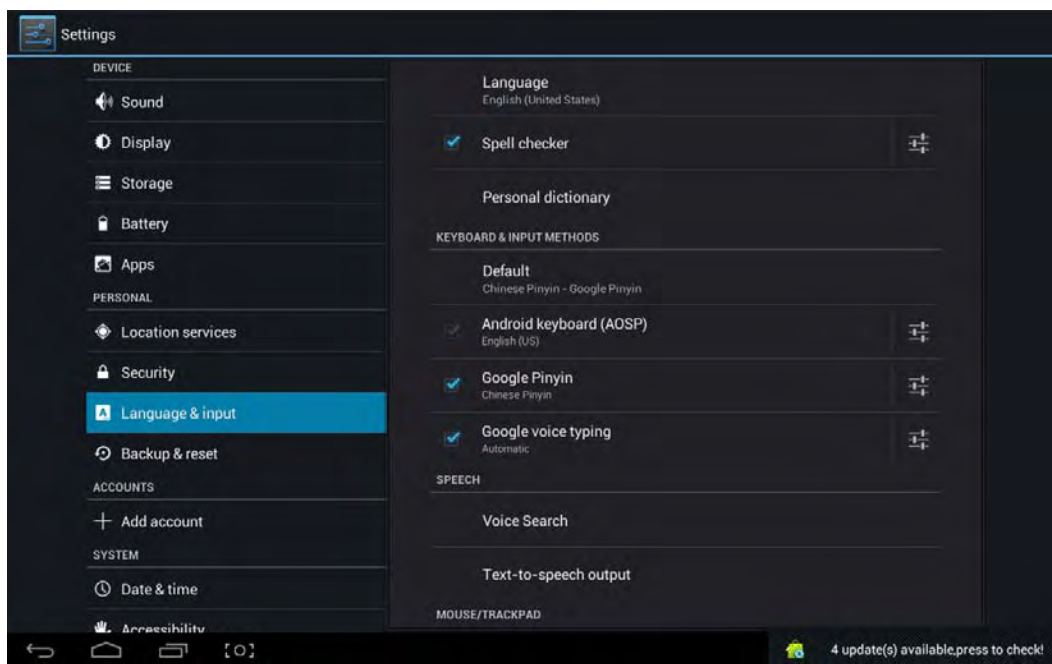 Settings
DEVICE
Sound
Display
Storage
Battery
Apps
PERSONAL
Location services
Security
Language & input
Backup & reset
ACCOUNTS
Add account
SYSTEM
Date & time
Accessibility
Language
English (United States)
Spell checker
Personal dictionary
KEYBOARD & INPUT METHODS
Default
Chinese Pinyin - Google Pinyin
Android keyboard (AOSP)
English (US)
Google Pinyin
Chinese Pinyin
Google voice typing
Automatic
SPEECH
Voice Search
Text-to-speech output
MOUSE/TRACKPAD
4 update(s) available,press to check!